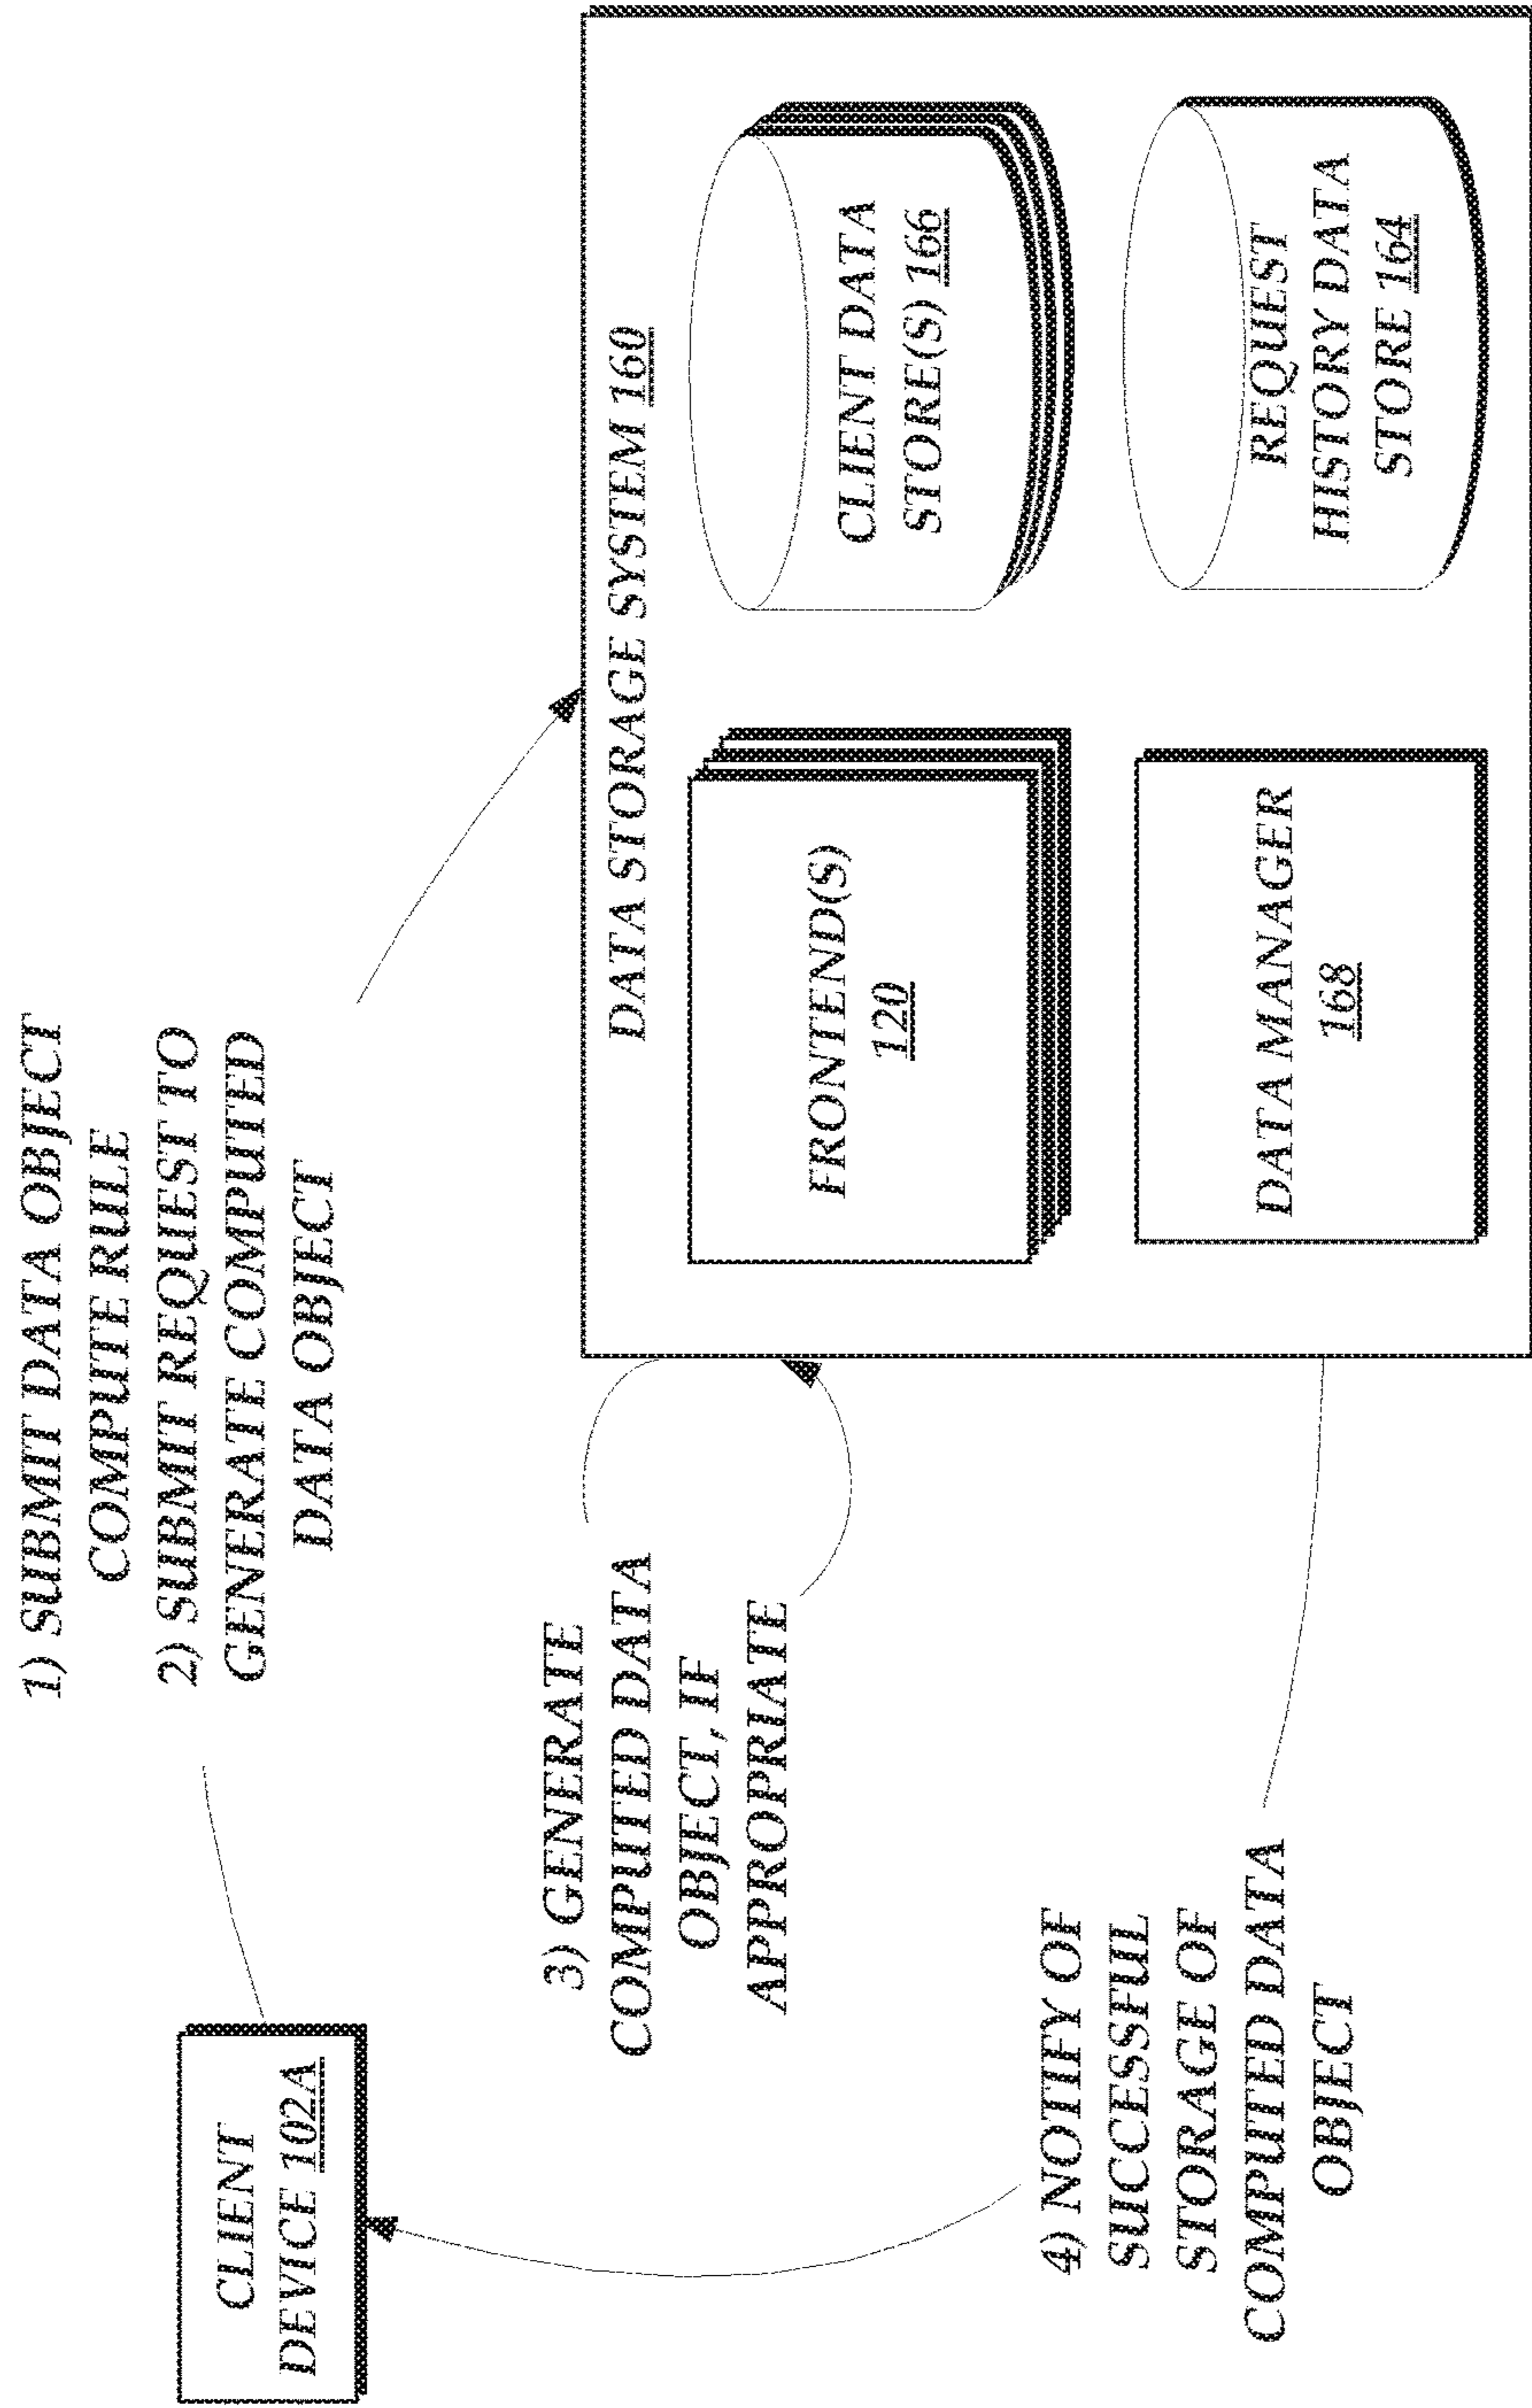 1) SUBMIT DATA OBJECT
COMPUTE RULE
2) SUBMIT REQUEST TO
GENERATE COMPUTED
DATA OBJECT
CLIENT
DEVICE 102A
3) GENERATE
COMPUTED DATA
OBJECT, IF
APPROPRIATE
4) NOTIFY OF
SUCCESSFUL
STORAGE OF
COMPUTED DATA
OBJECT
DATA STORAGE SYSTEM 160
FRONTEND(S)
120
CLIENT DATA
STORE(S) 166
DATA MANAGER
168
REQUEST
HISTORY DATA
STORE 164